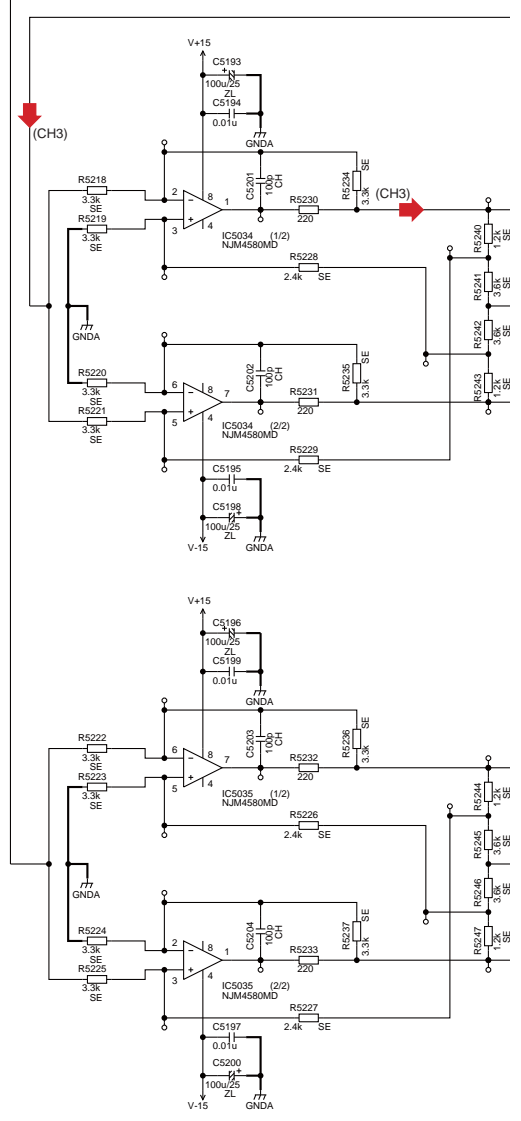 V+15
C5193
+
100u/25
ZL
C5194
0.01u
GNDA
(CH3)
R5218
3.3k
SE
R5219
3.3k
SE
2
3
8
4
1
C5201
100p
CH
R5234
SE
3.3k
(CH3)
R5230
220
IC5034 (1/2)
NJM4580MD
R5228
2.4k SE
R5240
1.2k
SE
R5241
3.6k
SE
R5242
3.6k
SE
R5243
1.2k
SE
GNDA
R5220
3.3k
SE
R5221
3.3k
SE
6
5
8
4
7
C5202
100p
CH
R5235
SE
3.3k
R5231
220
IC5034 (2/2)
NJM4580MD
R5229
2.4k SE
C5195
0.01u
C5198
+
100u/25
ZL
V-15
GNDA
V+15
C5196
+
100u/25
ZL
C5199
0.01u
GNDA
R5222
3.3k
SE
R5223
3.3k
SE
6
5
8
4
7
C5203
100p
CH
R5236
SE
3.3k
R5232
220
IC5035 (1/2)
NJM4580MD
R5226
2.4k SE
R5244
1.2k
SE
R5245
3.6k
SE
R5246
3.6k
SE
R5247
1.2k
SE
GNDA
R5224
3.3k
SE
R5225
3.3k
SE
2
3
8
4
1
C5204
100p
CH
R5237
SE
3.3k
R5233
220
IC5035 (2/2)
NJM4580MD
R5227
2.4k SE
C5197
0.01u
C5200
+
100u/25
ZL
V-15
GNDA